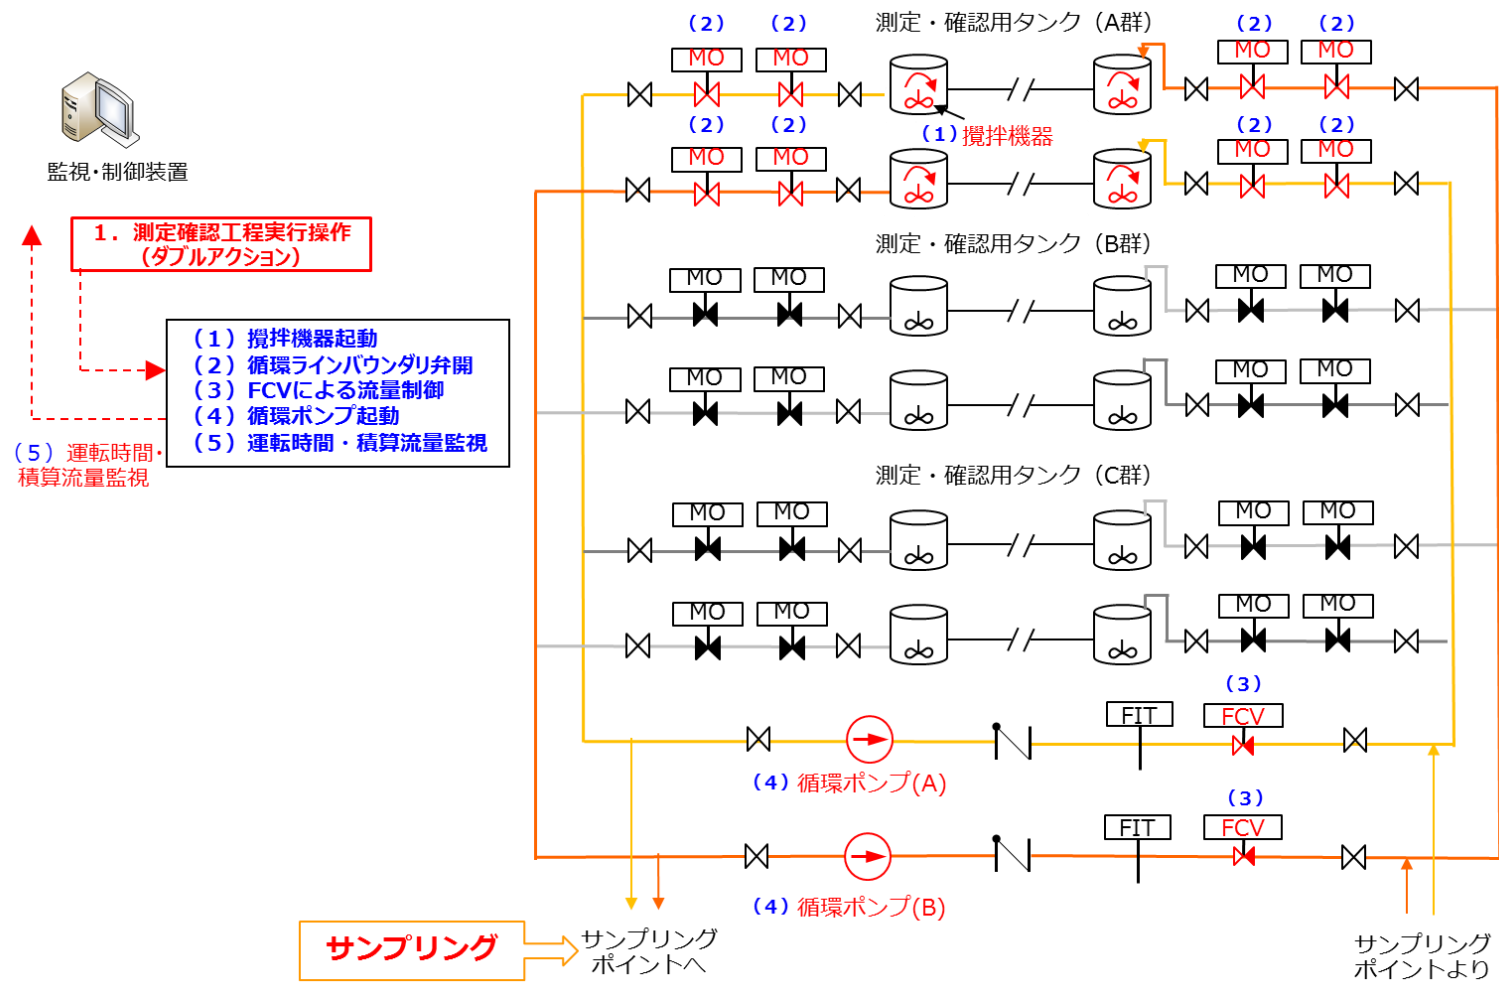 (2) (2) 測定・確認用タンク (A群) (2) (2)
MO MO MO MO
(2) (2) (1) 攪拌機器 (2) (2)
MO MO MO MO
監視・制御装置
1．測定確認工程実行操作
(ダブルアクション)
測定・確認用タンク (B群)
MO MO MO MO
(1) 攪拌機器起動
(2) 循環ラインバウンダリ弁開
(3) FCVによる流量制御
(4) 循環ポンプ起動
(5) 運転時間・積算流量監視
MO MO MO MO
(5) 運転時間・
積算流量監視
測定・確認用タンク (C群)
MO MO MO MO
MO MO MO MO
(3)
FIT FCV
(4) 循環ポンプ(A)
(3)
FIT FCV
(4) 循環ポンプ(B)
サンプリング
サンプリング
ポイントへ
サンプリング
ポイントより